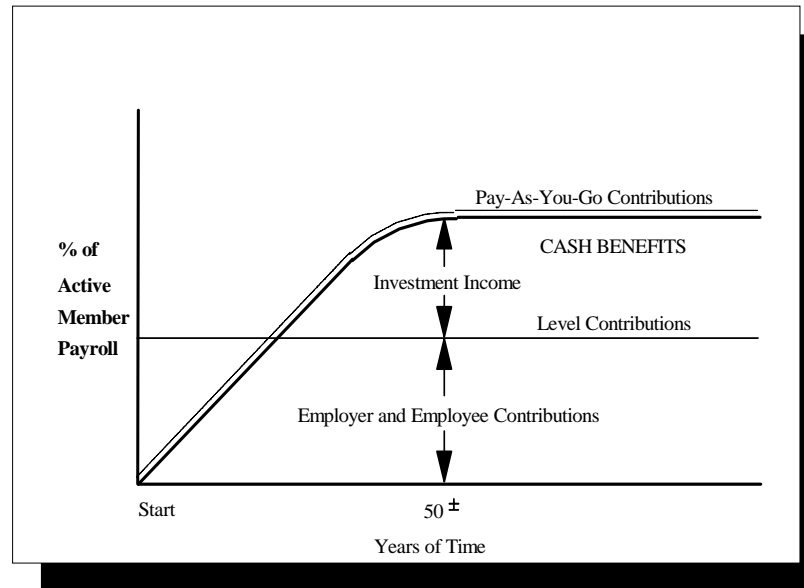 Pay-As-You-Go Contributions
% of
Active
Member
Payroll
CASH BENEFITS
Investment Income
Level Contributions
Employer and Employee Contributions
Start
50 ±
Years of Time